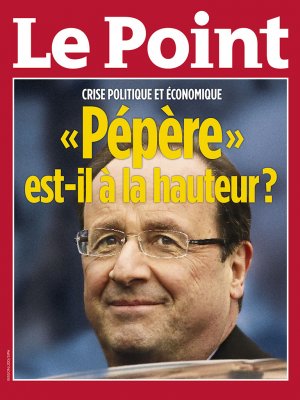 Le Point
CRISE POLITIQUE ET ÉCONOMIQUE
« Pépère »
est-il à la hauteur ?